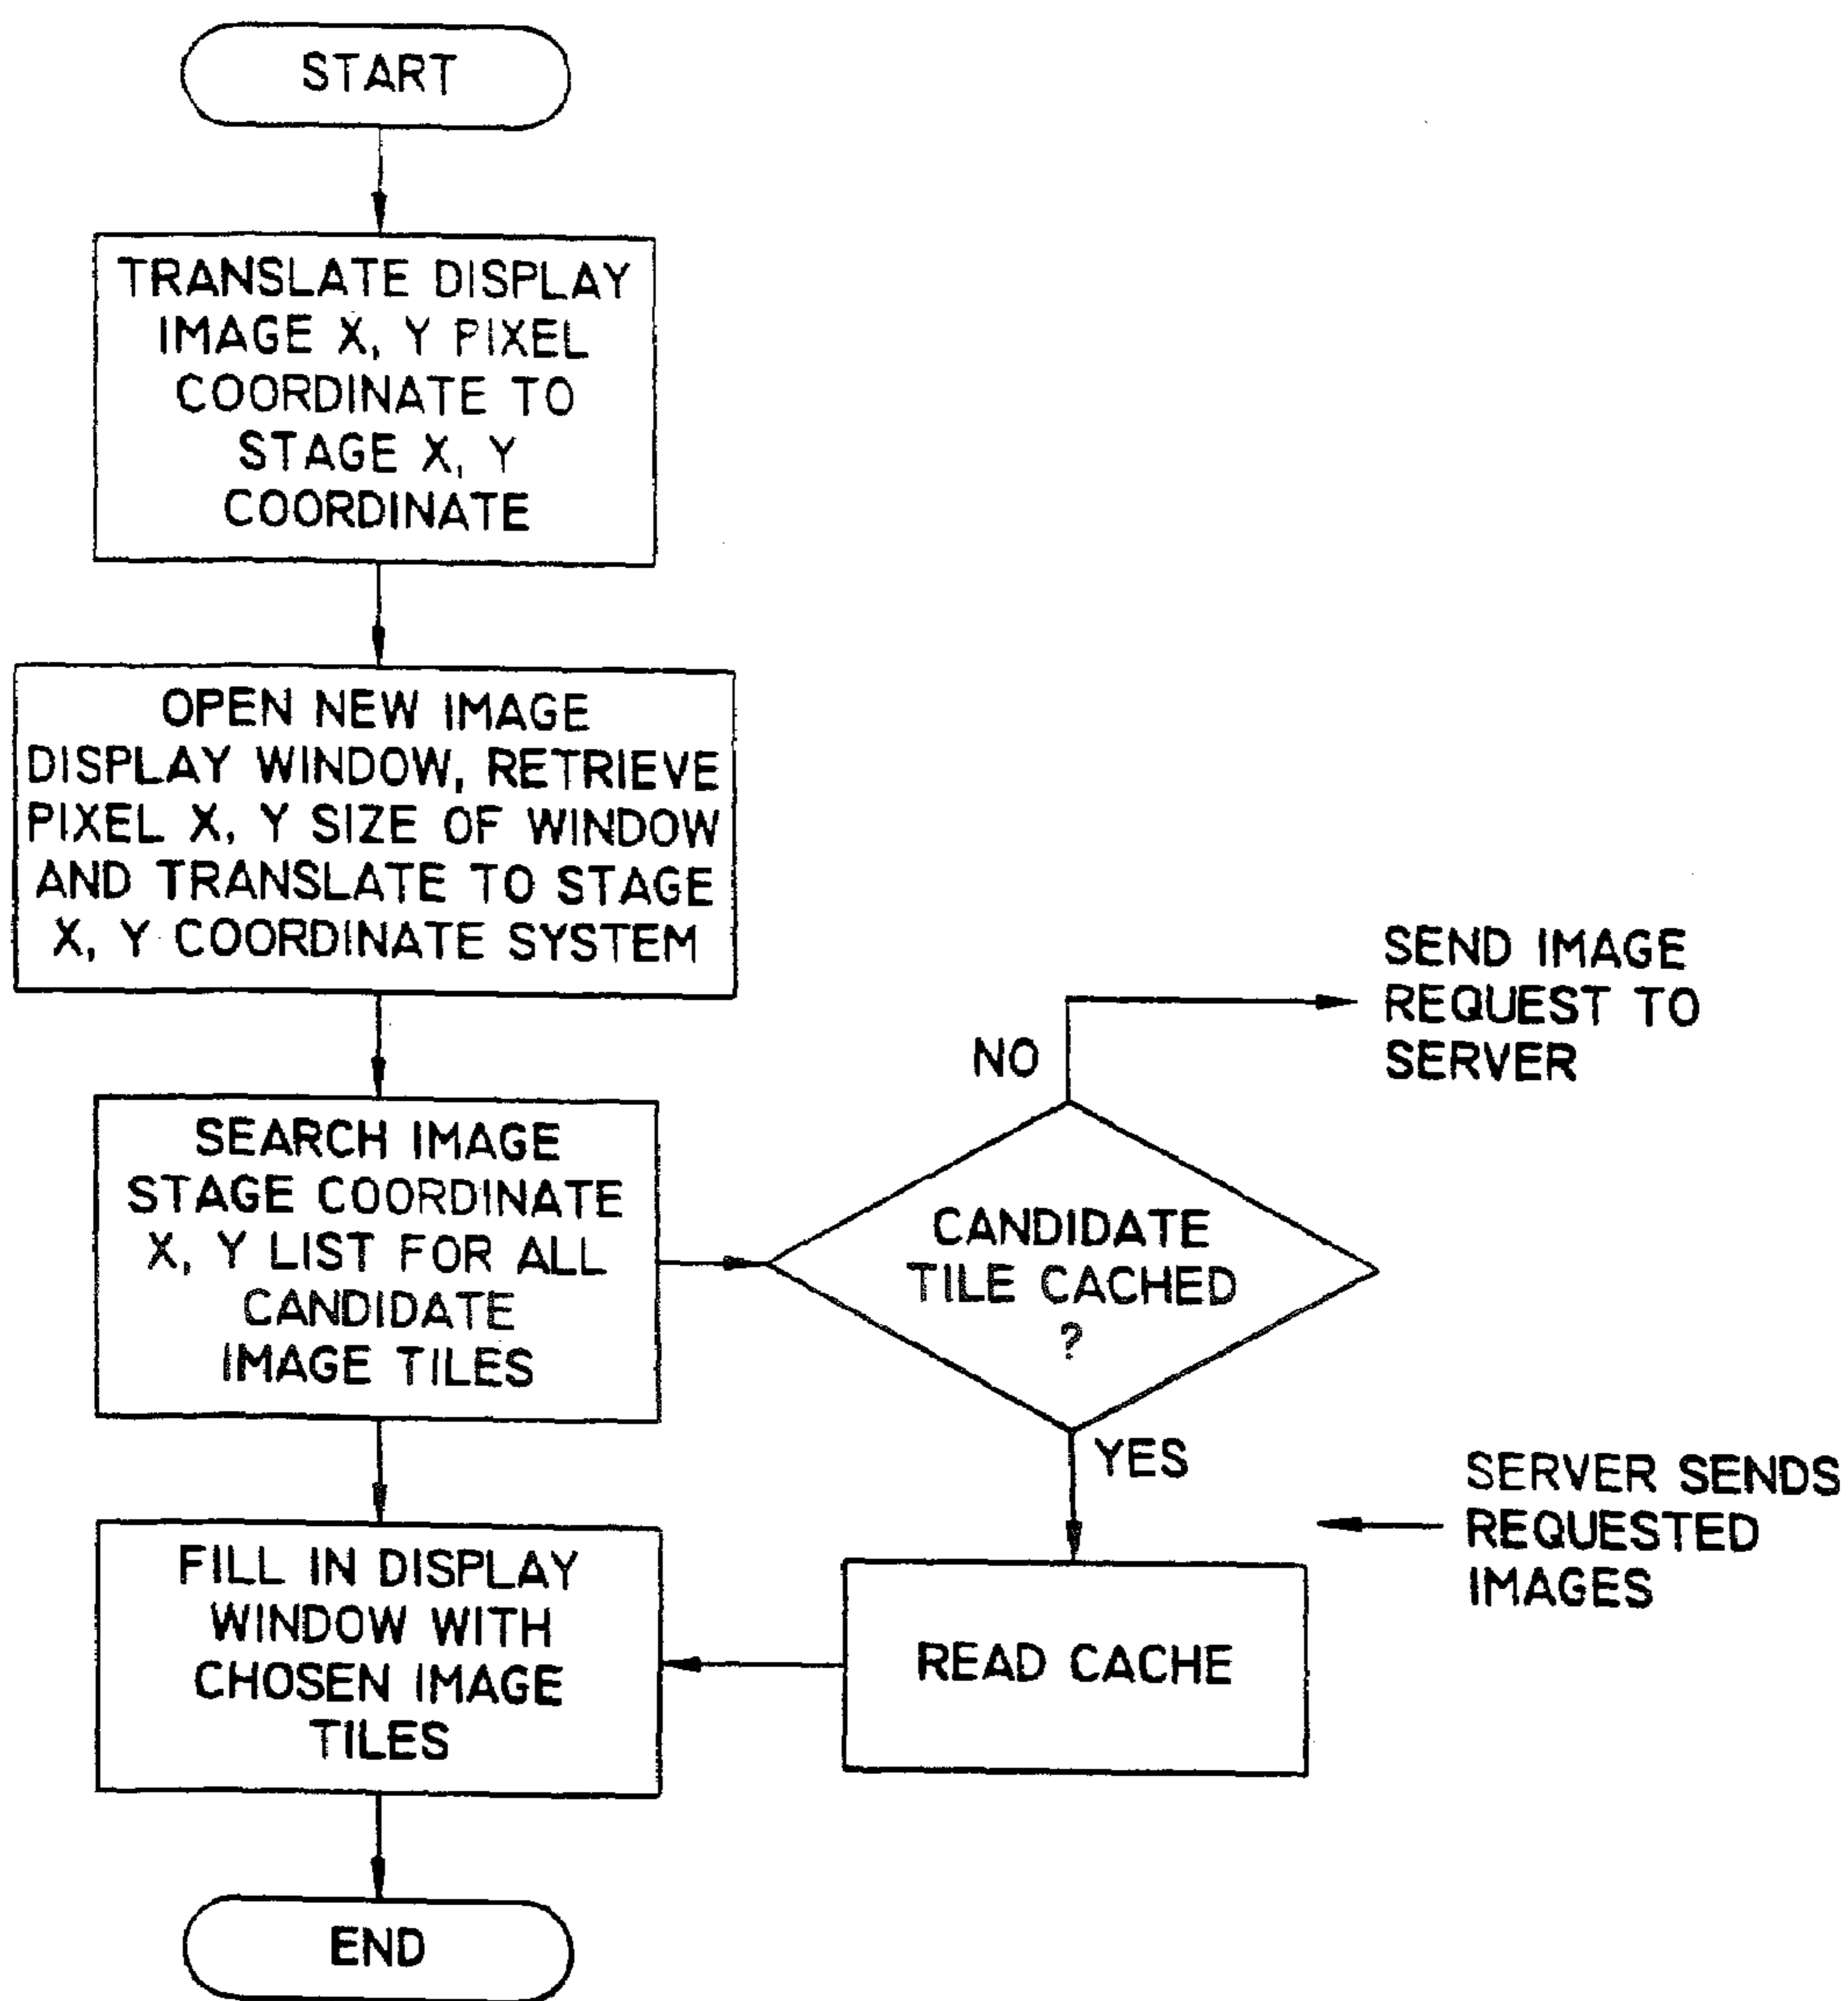 START
TRANSLATE DISPLAY
IMAGE X, Y PIXEL
COORDINATE TO
STAGE X, Y
COORDINATE
OPEN NEW IMAGE
DISPLAY WINDOW, RETRIEVE
PIXEL X, Y SIZE OF WINDOW
AND TRANSLATE TO STAGE
X, Y COORDINATE SYSTEM
SEARCH IMAGE
STAGE COORDINATE
X, Y LIST FOR ALL
CANDIDATE
IMAGE TILES
CANDIDATE
TILE CACHED
?
NO
SEND IMAGE
REQUEST TO
SERVER
YES
SERVER SENDS
REQUESTED
IMAGES
READ CACHE
FILL IN DISPLAY
WINDOW WITH
CHOSEN IMAGE
TILES
END